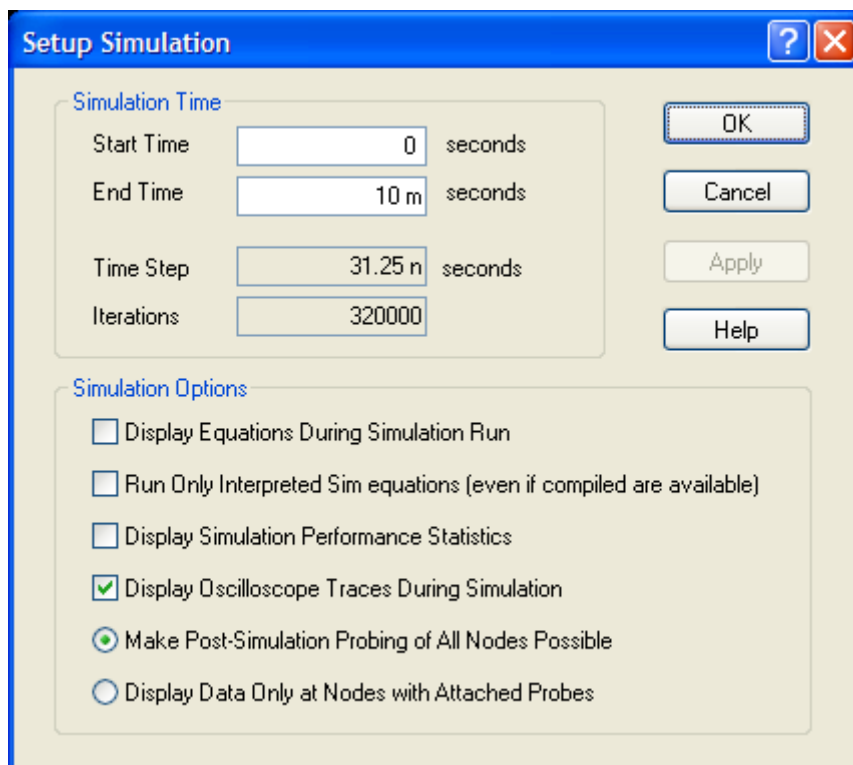 Setup Simulation
Simulation Time
Start Time 0 seconds
End Time 10 m seconds
Time Step 31.25 n seconds
Iterations 320000
OK
Cancel
Apply
Help
Simulation Options
Display Equations During Simulation Run
Run Only Interpreted Sim equations (even if compiled are available)
Display Simulation Performance Statistics
Display Oscilloscope Traces During Simulation
Make Post-Simulation Probing of All Nodes Possible
Display Data Only at Nodes with Attached Probes